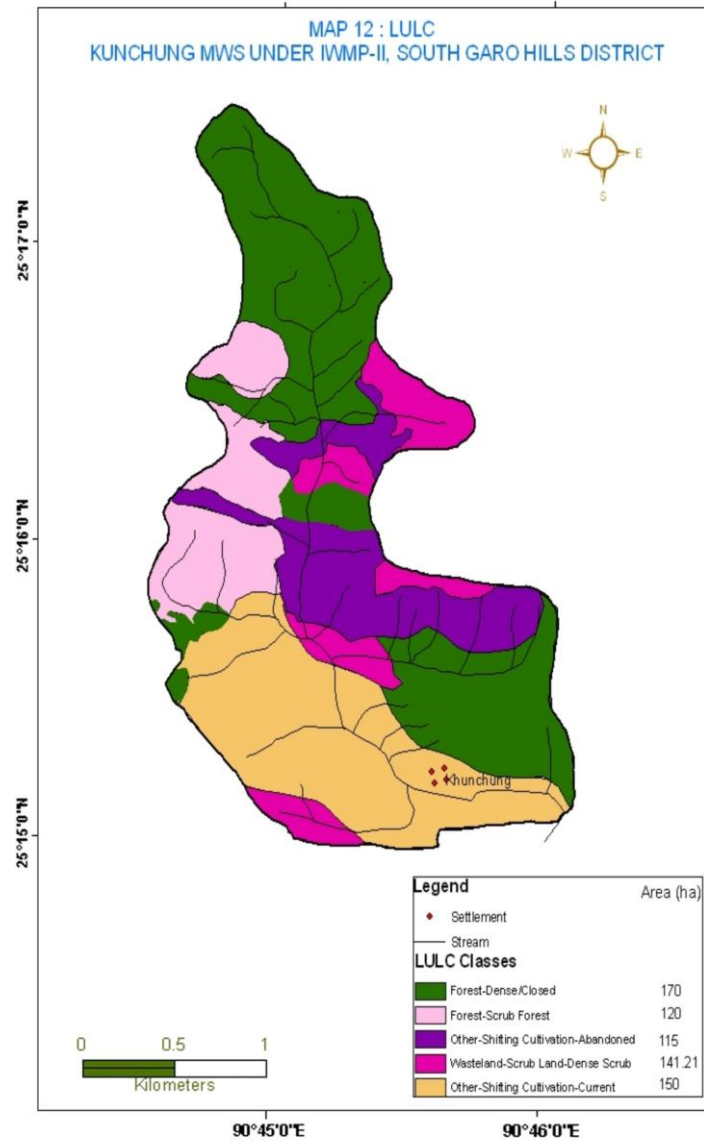 MAP 12 : LULC
KUNCHUNG MWS UNDER IWMP-II, SOUTH GARO HILLS DISTRICT
N
W E
S
25°17'0"N
25°16'0"N
25°15'0"N
Khunchung
Legend Area (ha)
Settlement
Stream
LULC Classes
Forest-Dense/Closed 170
Forest-Scrub Forest 120
Other-Shifting Cultivation-Abandoned 115
Wasteland-Scrub Land-Dense Scrub 141.21
Other-Shifting Cultivation-Current 150
0 0.5 1
Kilometers
90°45'0"E 90°46'0"E